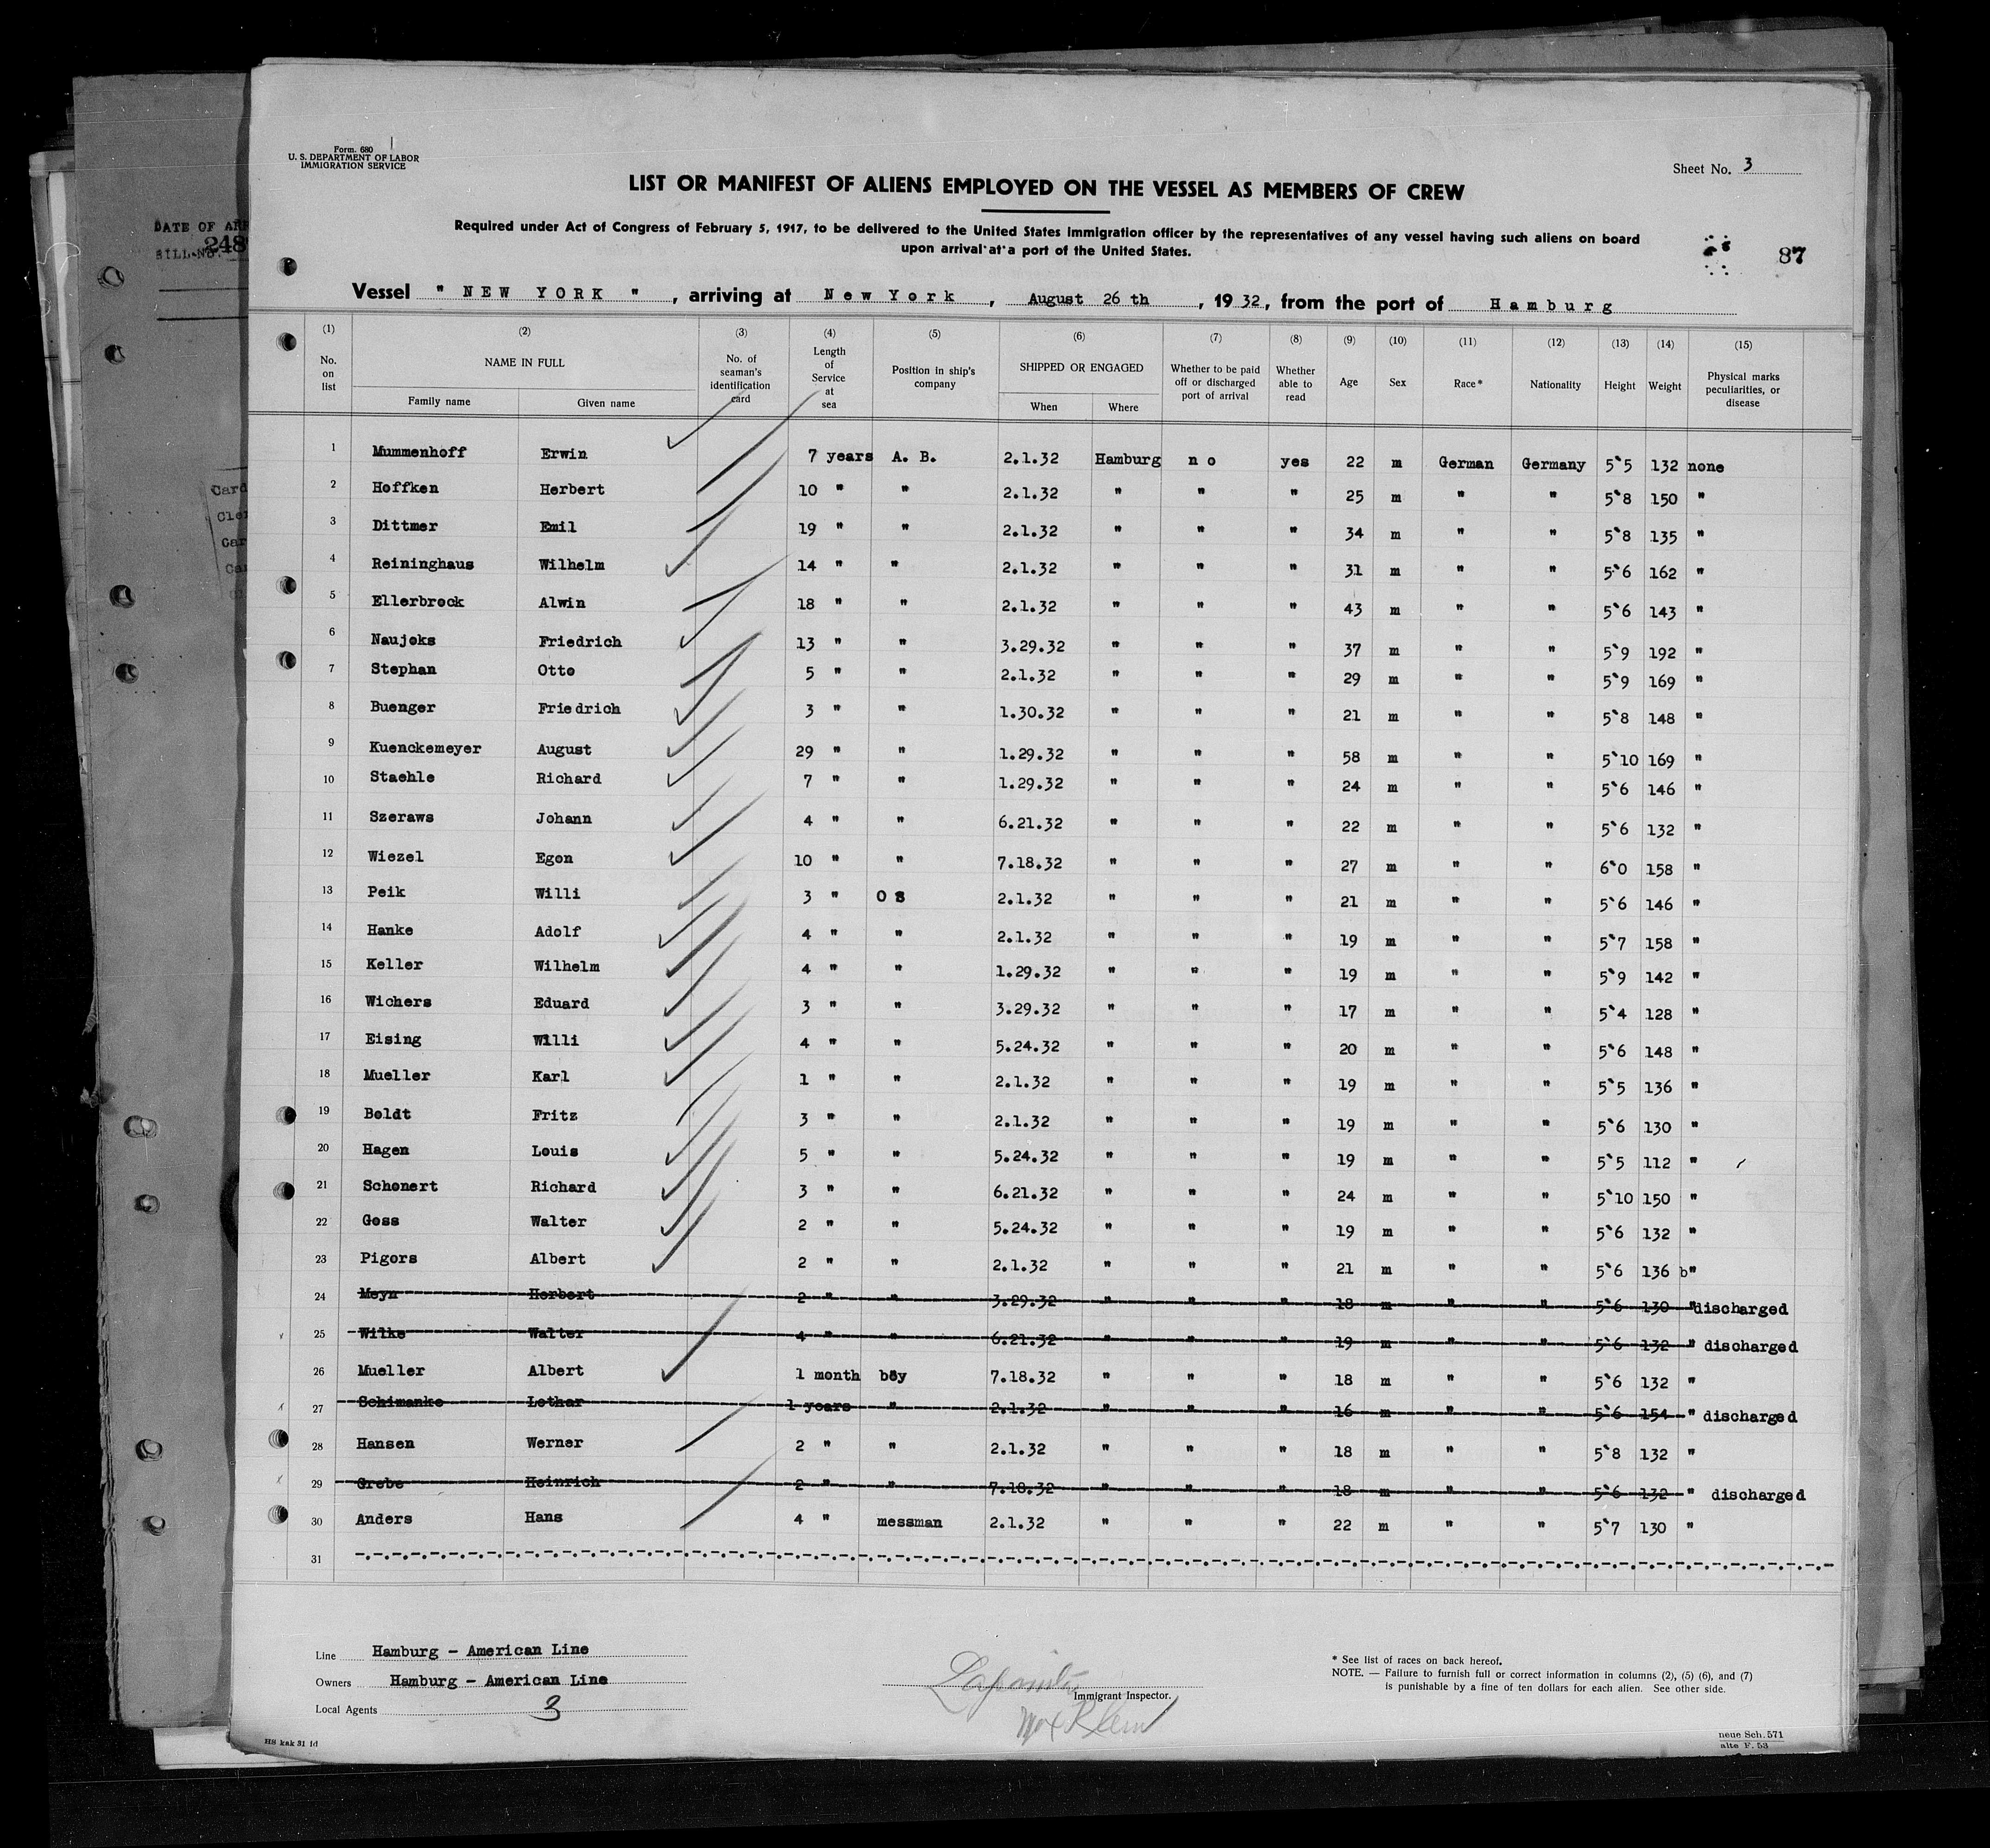 DATE OF ARR
BILL NO.
248
Card
Cle
Car
Form. 680
U. S. DEPARTMENT OF LABOR
IMMIGRATION SERVICE
Sheet No. 3
LIST OR MANIFEST OF ALIENS EMPLOYED ON THE VESSEL AS MEMBERS OF CREW
Required under Act of Congress of February 5, 1917, to be delivered to the United States immigration officer by the representatives of any vessel having such aliens on board
upon arrival at a port of the United States.
87
Vessel " NEW YORK ", arriving at New York, August 26 th, 1932, from the port of Hamburg
(1) (2) (3) (4) (5) (6) (7) (8) (9) (10) (11) (12) (13) (14) (15)
No. on list NAME IN FULL Family name Given name No. of seaman's identification card Length of Service at sea Position in ship's company SHIPPED OR ENGAGED When Where Whether to be paid off or discharged port of arrival Whether able to read Age Sex Race* Nationality Height Weight Physical marks peculiarities, or disease
1 Mummenhoff Erwin 7 years A. B. 2.1.32 Hamburg no yes 22 m German Germany 5'5 132 none
2 Hoffken Herbert 10 " " 2.1.32 " " " 25 m " " 5'8 150 "
3 Dittmer Emil 19 " " 2.1.32 " " " 34 m " " 5'8 135 "
4 Reininghaus Wilhelm 14 " " 2.1.32 " " " 31 m " " 5'6 162 "
5 Ellerbrock Alwin 18 " " 2.1.32 " " " 43 m " " 5'6 143 "
6 Naujoks Friedrich 13 " " 3.29.32 " " " 37 m " " 5'9 192 "
7 Stephan Otto 5 " " 2.1.32 " " " 29 m " " 5'9 169 "
8 Buenger Friedrich 3 " " 1.30.32 " " " 21 m " " 5'8 148 "
9 Kuenckemeyer August 29 " " 1.29.32 " " " 58 m " " 5'10 169 "
10 Staehle Richard 7 " " 1.29.32 " " " 24 m " " 5'6 146 "
11 Szeraws Johann 4 " " 6.21.32 " " " 22 m " " 5'6 132 "
12 Wiezel Egon 10 " " 7.18.32 " " " 27 m " " 6'0 158 "
13 Peik Willi 3 " O S 2.1.32 " " " 21 m " " 5'6 146 "
14 Hanke Adolf 4 " " 2.1.32 " " " 19 m " " 5'7 158 "
15 Keller Wilhelm 4 " " 1.29.32 " " " 19 m " " 5'9 142 "
16 Wichers Eduard 3 " " 3.29.32 " " " 17 m " " 5'4 128 "
17 Eising Willi 4 " " 5.24.32 " " " 20 m " " 5'6 148 "
18 Mueller Karl 1 " " 2.1.32 " " " 19 m " " 5'5 136 "
19 Boldt Fritz 3 " " 2.1.32 " " " 19 m " " 5'6 130 "
20 Hagen Louis 5 " " 5.24.32 " " " 19 m " " 5'5 112 "
21 Schonert Richard 3 " " 6.21.32 " " " 24 m " " 5'10 150 "
22 Goss Walter 2 " " 5.24.32 " " " 19 m " " 5'6 132 "
23 Pigors Albert 2 " " 2.1.32 " " " 21 m " " 5'6 136 b"
24 Meyn Herbert 2 " " 3.29.32 " " " 18 m " " 5'6 130 " discharged
25 Wilke Walter 4 " " 6.21.32 " " " 19 m " " 5'6 132 " discharged
26 Mueller Albert 1 month boy 7.18.32 " " " 18 m " " 5'6 132 "
27 Schimanke Lothar 1 years " 2.1.32 " " " 16 m " " 5'6 154 " discharged
28 Hansen Werner 2 " " 2.1.32 " " " 18 m " " 5'8 132 "
29 Grebe Heinrich 2 " " 7.18.32 " " " 18 m " " 5'6 132 " discharged
30 Anders Hans 4 " messman 2.1.32 " " " 22 m " " 5'7 130 "
31
Line Hamburg - American Line
Owners Hamburg - American Line
Local Agents 3
Immigrant Inspector.
Max Klein
* See list of races on back hereof.
NOTE. — Failure to furnish full or correct information in columns (2), (5) (6), and (7)
is punishable by a fine of ten dollars for each alien. See other side.
HS kak 31 1d
neue Sch. 571
alte F. 53